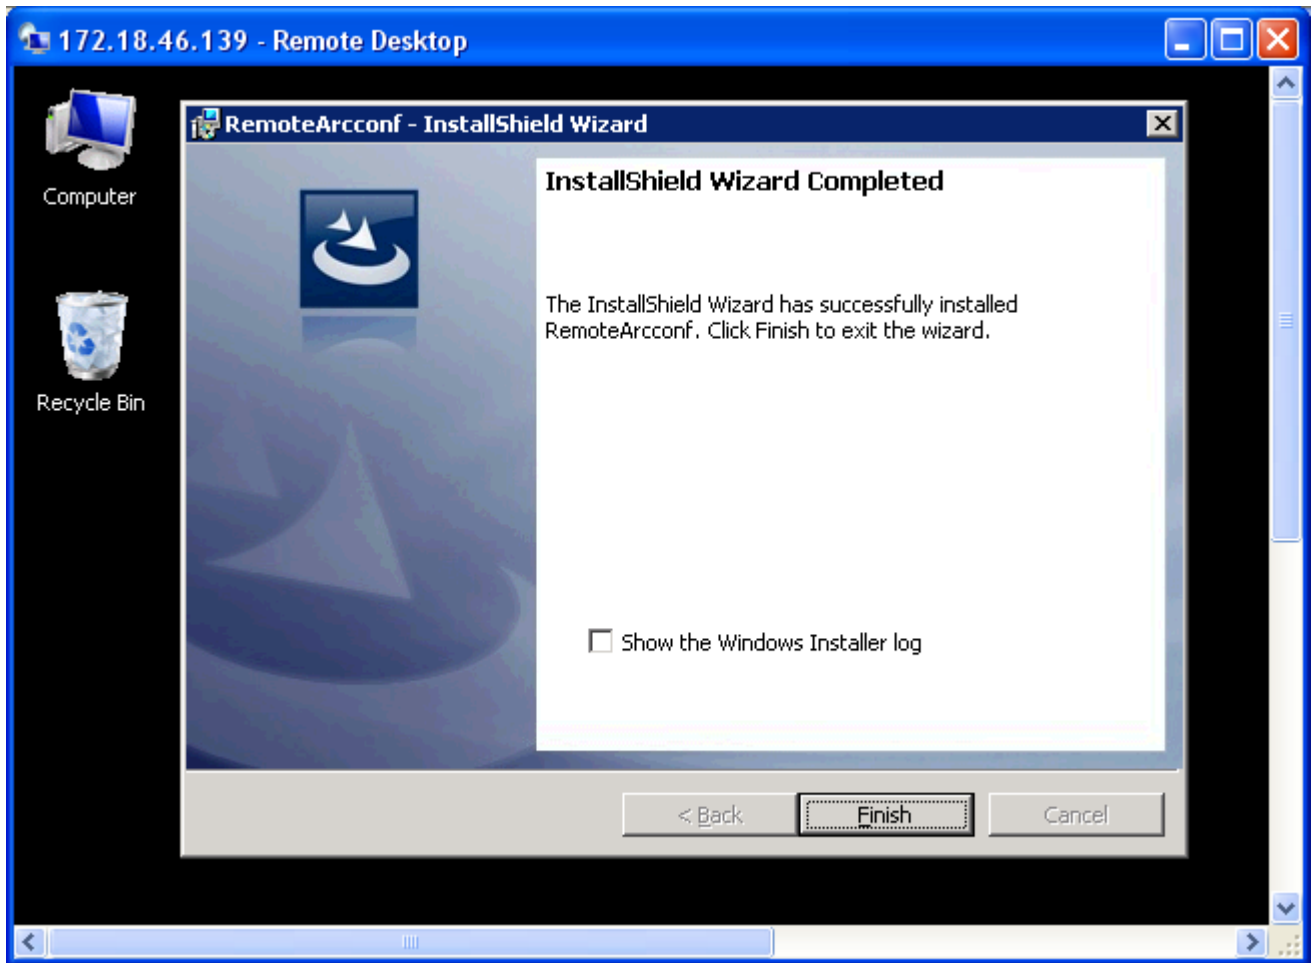 172.18.46.139 - Remote Desktop
Computer
Recycle Bin
RemoteArcconf - InstallShield Wizard
InstallShield Wizard Completed
The InstallShield Wizard has successfully installed
RemoteArcconf. Click Finish to exit the wizard.
Show the Windows Installer log
< Back
Finish
Cancel